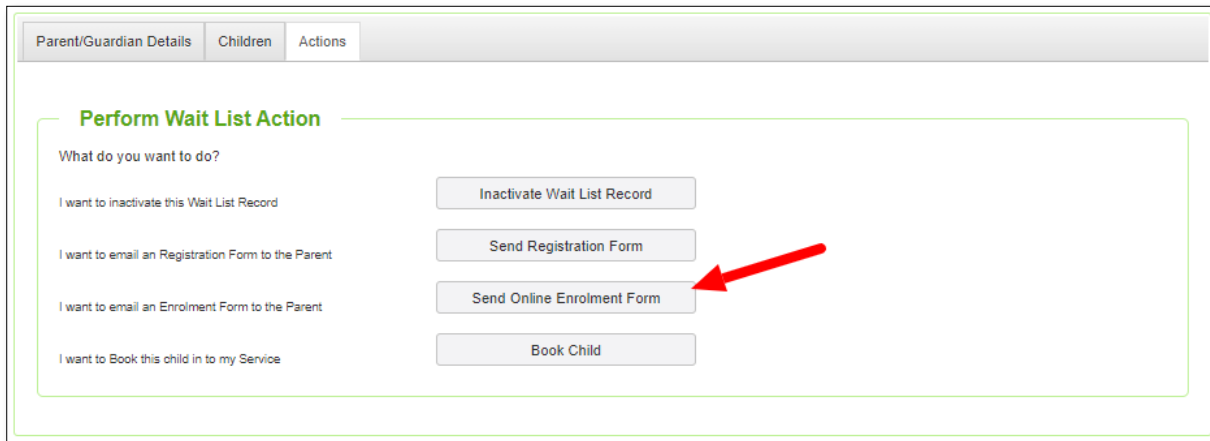 Parent/Guardian Details Children Actions
Perform Wait List Action
What do you want to do?
I want to inactivate this Wait List Record Inactivate Wait List Record
I want to email an Registration Form to the Parent Send Registration Form
I want to email an Enrolment Form to the Parent Send Online Enrolment Form
I want to Book this child in to my Service Book Child